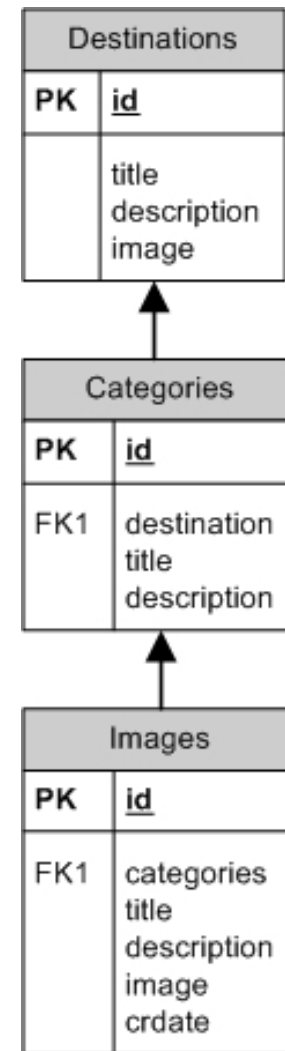 Destinations
PK id
title
description
image
Categories
PK id
FK1 destination
title
description
Images
PK id
FK1 categories
title
description
image
crdate